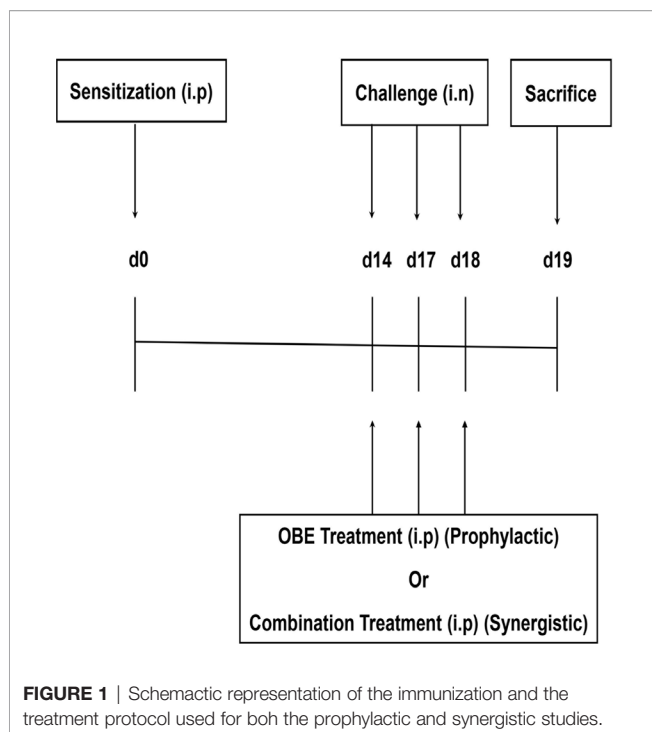 Sensitization (i.p)
Challenge (i.n)
Sacrifice
d0
d14
d17
d18
d19
OBE Treatment (i.p) (Prophylactic)
Or
Combination Treatment (i.p) (Synergistic)
FIGURE 1 | Schemactic representation of the immunization and the
treatment protocol used for boh the prophylactic and synergistic studies.